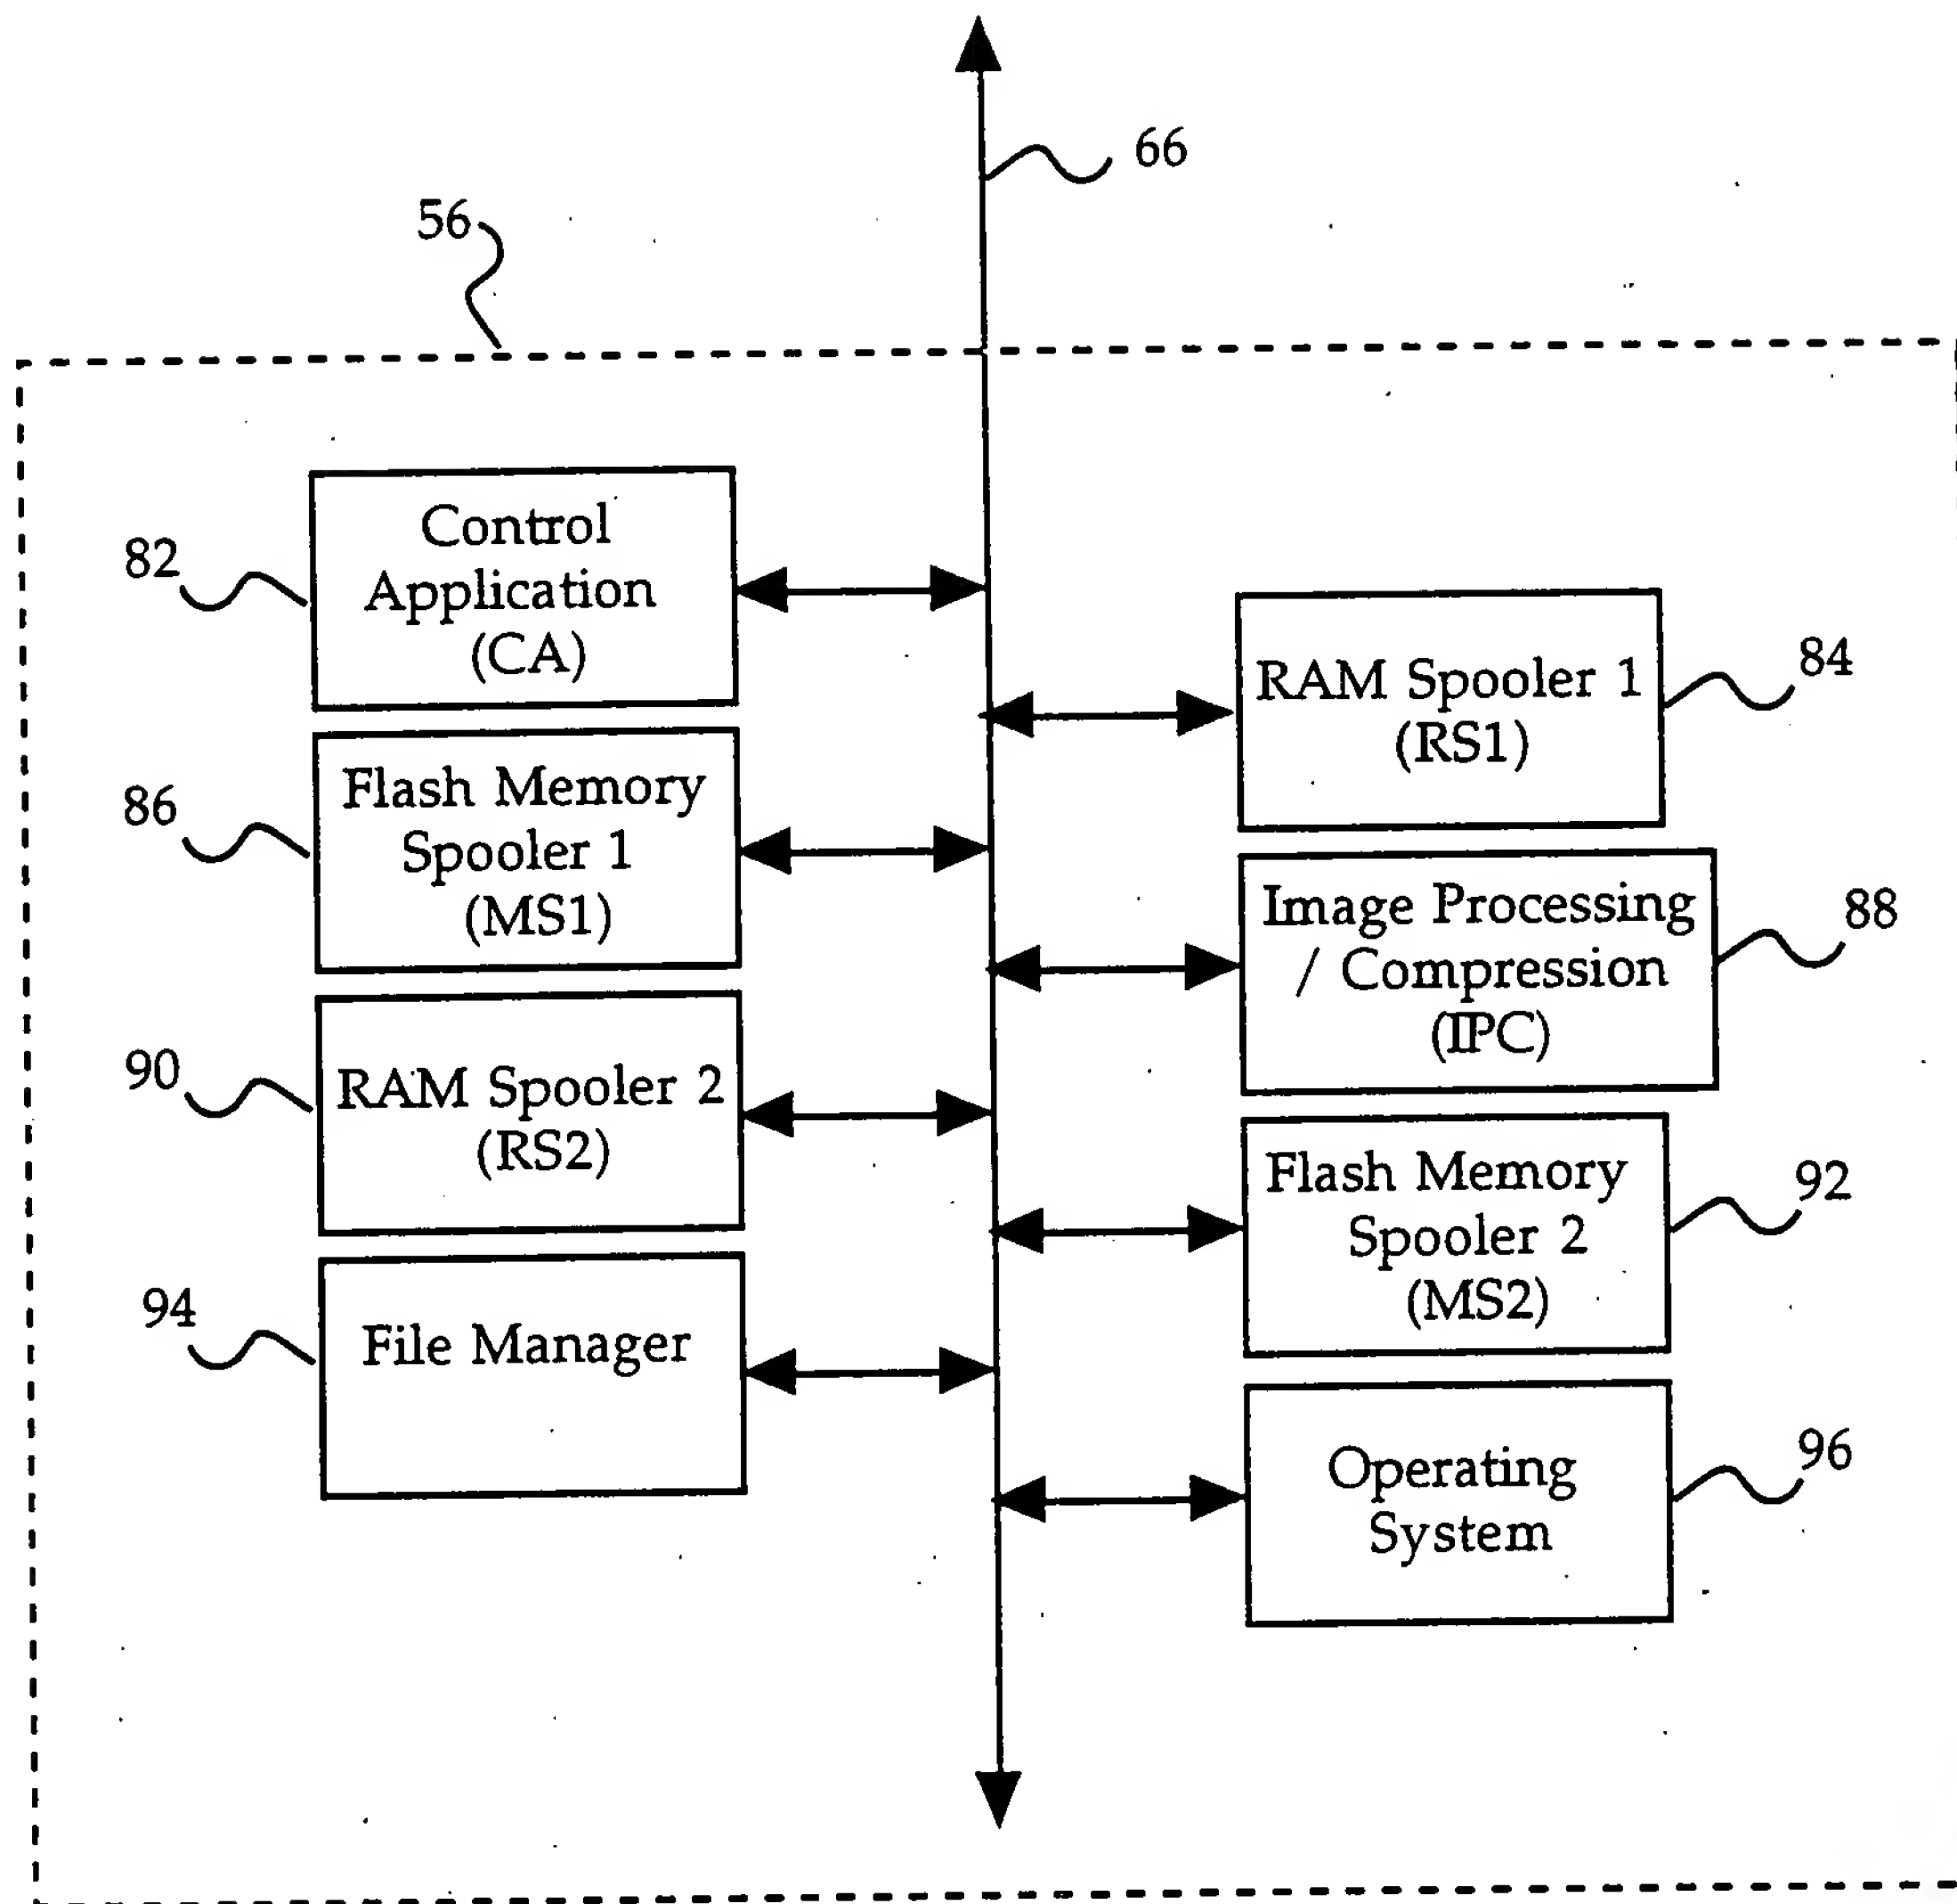 66
56
82
Control
Application
(CA)
RAM Spooler 1
(RS1)
84
86
Flash Memory
Spooler 1
(MS1)
Image Processing
/ Compression
(IPC)
88
90
RAM Spooler 2
(RS2)
Flash Memory
Spooler 2
(MS2)
92
94
File Manager
Operating
System
96